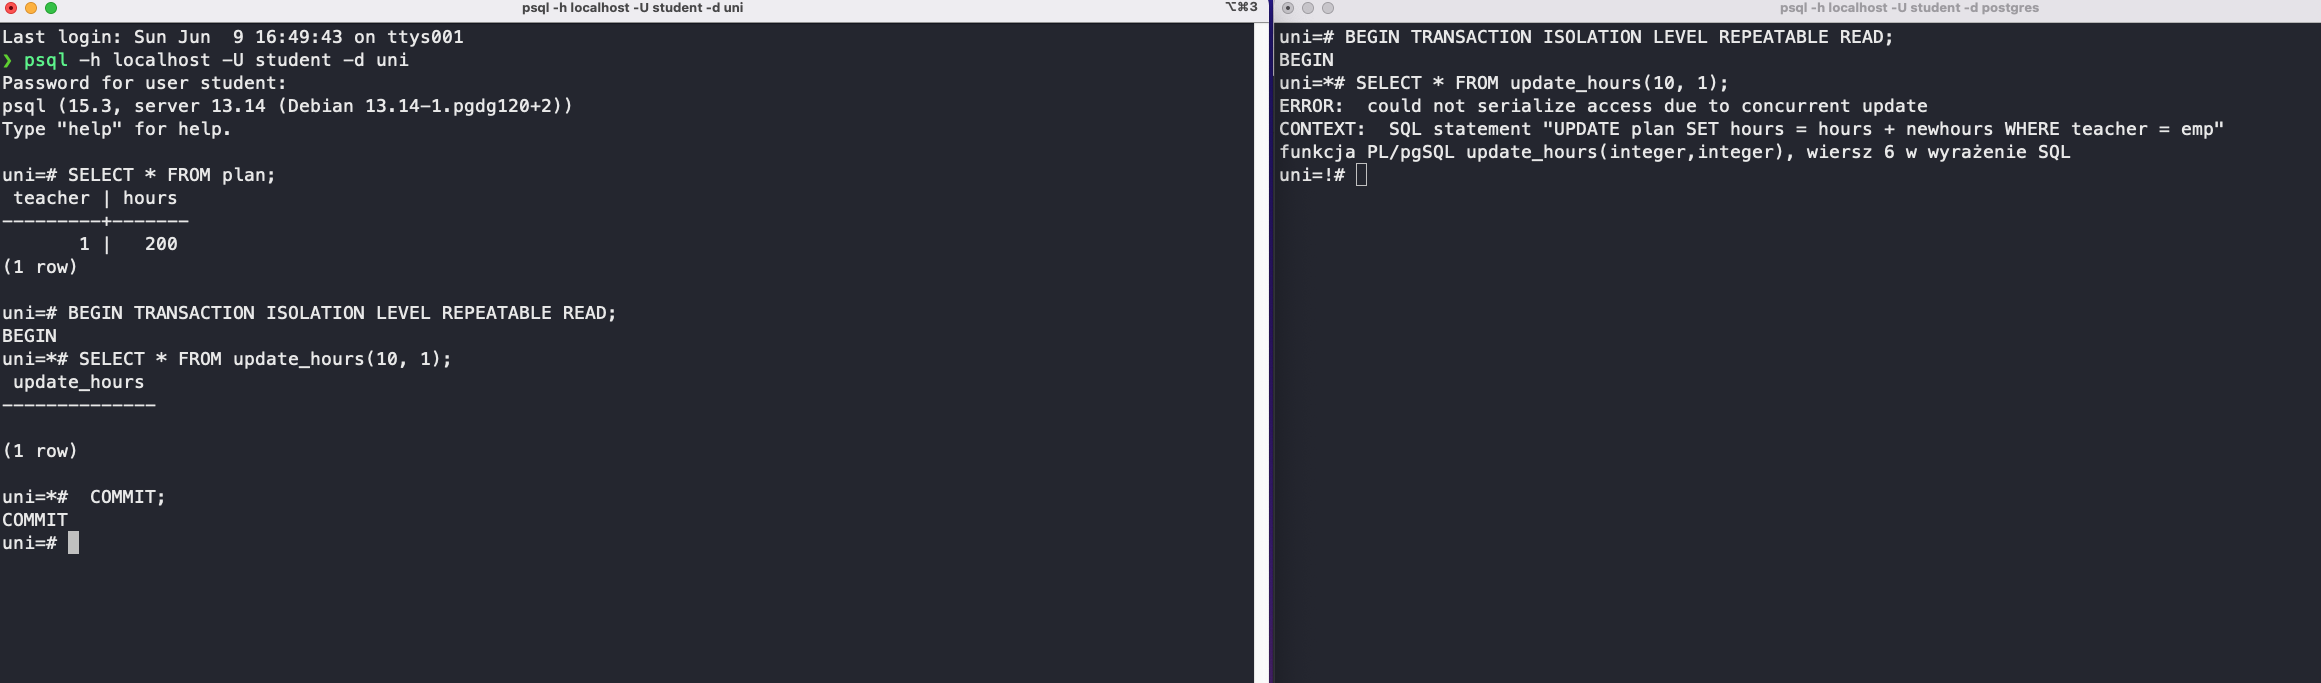 psql -h localhost -U student -d uni
⌥⌘3
Last login: Sun Jun  9 16:49:43 on ttys001
❯ psql -h localhost -U student -d uni
Password for user student:
psql (15.3, server 13.14 (Debian 13.14-1.pgdg120+2))
Type "help" for help.
uni=# SELECT * FROM plan;
 teacher | hours
---------+-------
       1 |   200
(1 row)
uni=# BEGIN TRANSACTION ISOLATION LEVEL REPEATABLE READ;
BEGIN
uni=*# SELECT * FROM update_hours(10, 1);
 update_hours
--------------
(1 row)
uni=*#  COMMIT;
COMMIT
uni=#
psql -h localhost -U student -d postgres
uni=# BEGIN TRANSACTION ISOLATION LEVEL REPEATABLE READ;
BEGIN
uni=*# SELECT * FROM update_hours(10, 1);
ERROR:  could not serialize access due to concurrent update
CONTEXT:  SQL statement "UPDATE plan SET hours = hours + newhours WHERE teacher = emp"
funkcja PL/pgSQL update_hours(integer,integer), wiersz 6 w wyrażenie SQL
uni=!#